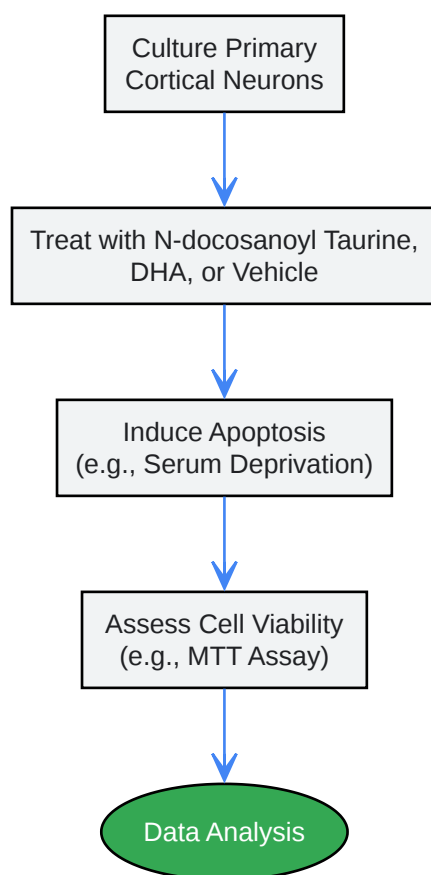 Culture Primary
Cortical Neurons
Treat with N-docosanoyl Taurine,
DHA, or Vehicle
Induce Apoptosis
(e.g., Serum Deprivation)
Assess Cell Viability
(e.g., MTT Assay)
Data Analysis